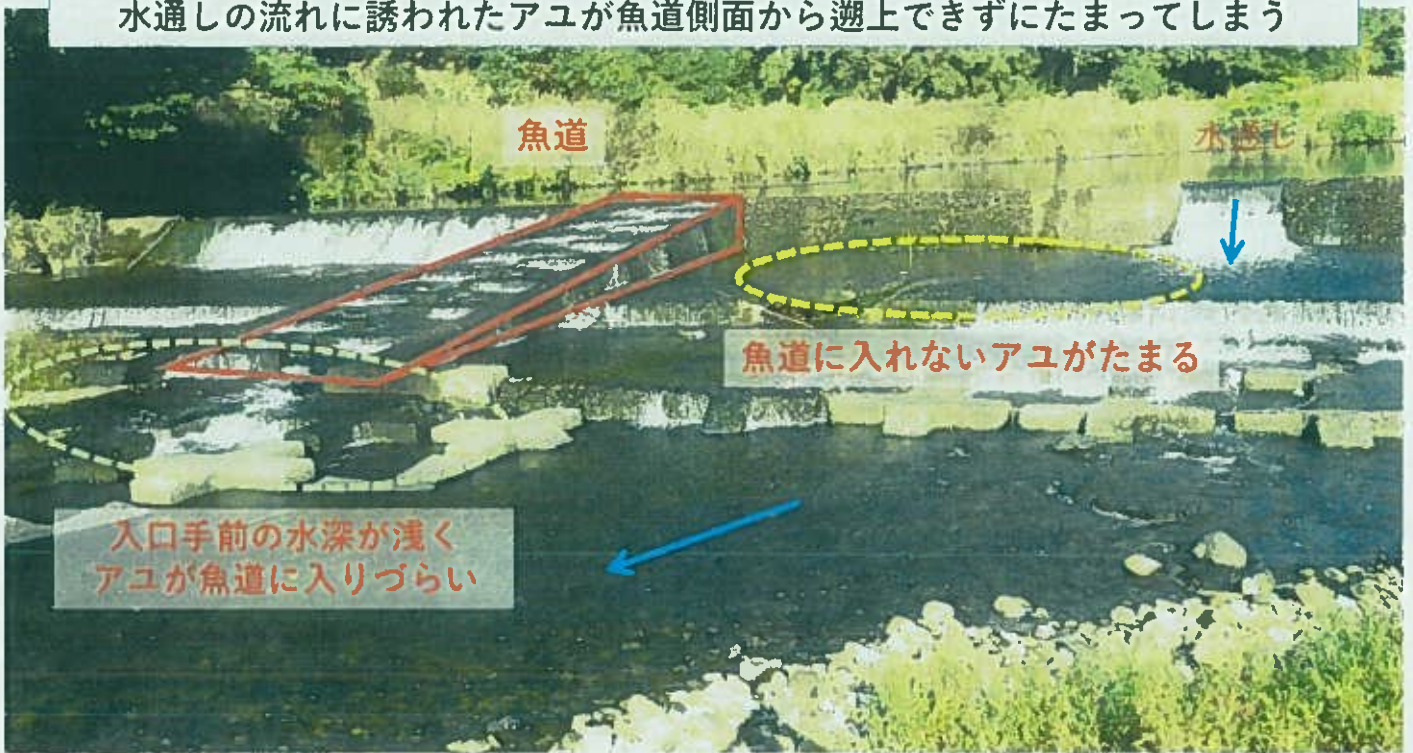 水通しの流れに誘われたアユが魚道側面から遡上できずにたまってしまう
魚道
水通し
魚道に入れないアユがたまる
入口手前の水深が浅く
アユが魚道に入りづらい